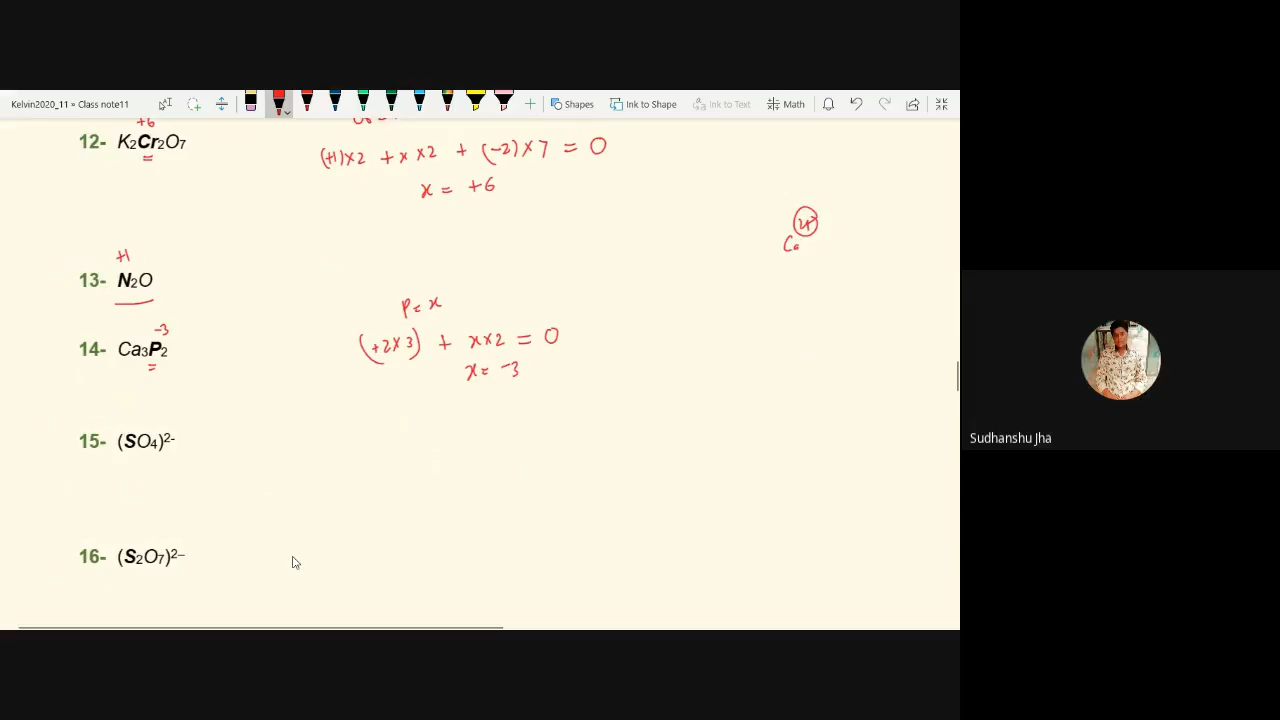 Kelvin2020_11 » Class note11
Shapes
Ink to Shape
Ink to Text
Math
+6
12- K₂Cr₂O₇
(+1)×2 + x×2 + (-2)×7 = 0
x = +6
2+
Ca
+1
13- N₂O
P = x
-3
14- Ca₃P₂
(+2×3) + x×2 = 0
x = -3
15- (SO₄)²⁻
16- (S₂O₇)²⁻
Sudhanshu Jha